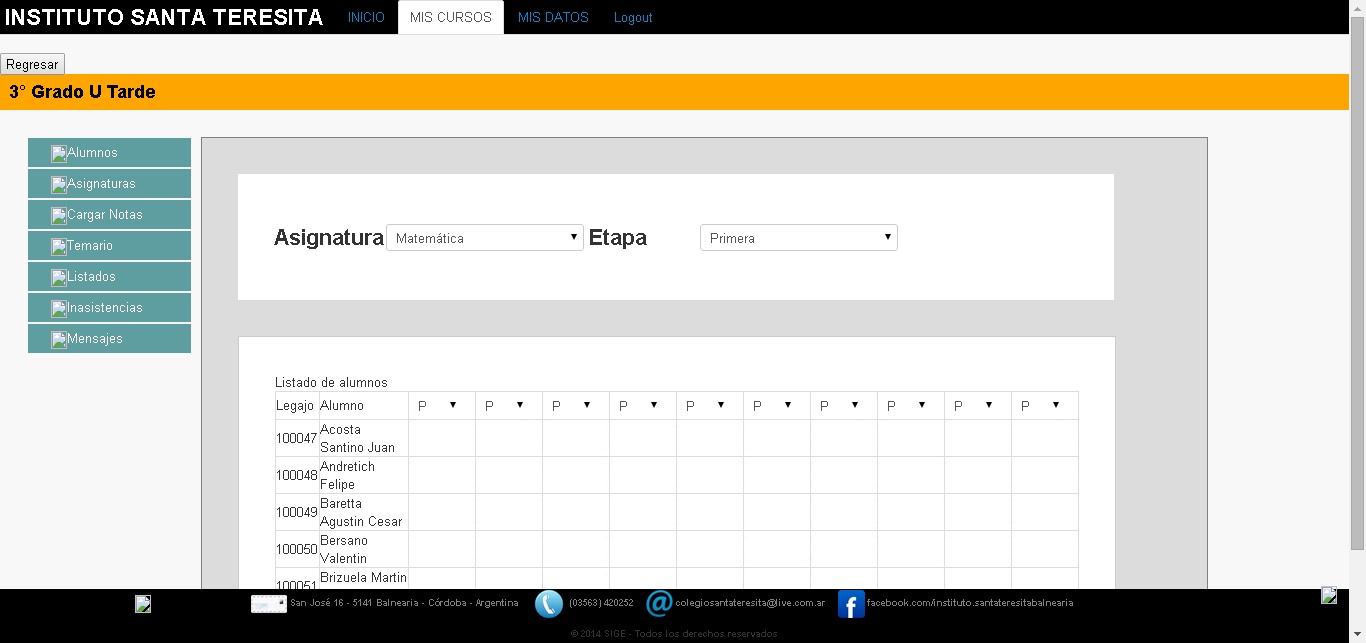 INSTITUTO SANTA TERESITA INICIO MIS CURSOS MIS DATOS Logout
Regresar
3° Grado U Tarde
Alumnos
Asignaturas
Cargar Notas
Temario
Listados
Inasistencias
Mensajes
Asignatura Matemática Etapa Primera
Listado de alumnos
Legajo Alumno P P P P P P P P P P
100047 Acosta
Santino Juan
100048 Andretich
Felipe
100049 Baretta
Agustin Cesar
100050 Bersano
Valentin
100051 Brizuela Martin
San José 16 - 5141 Balnearia - Córdoba - Argentina (03563) 420252 colegiosantateresita@live.com.ar facebook.com/instituto.santateresitabalnearia
© 2014 SIGE - Todos los derechos reservados